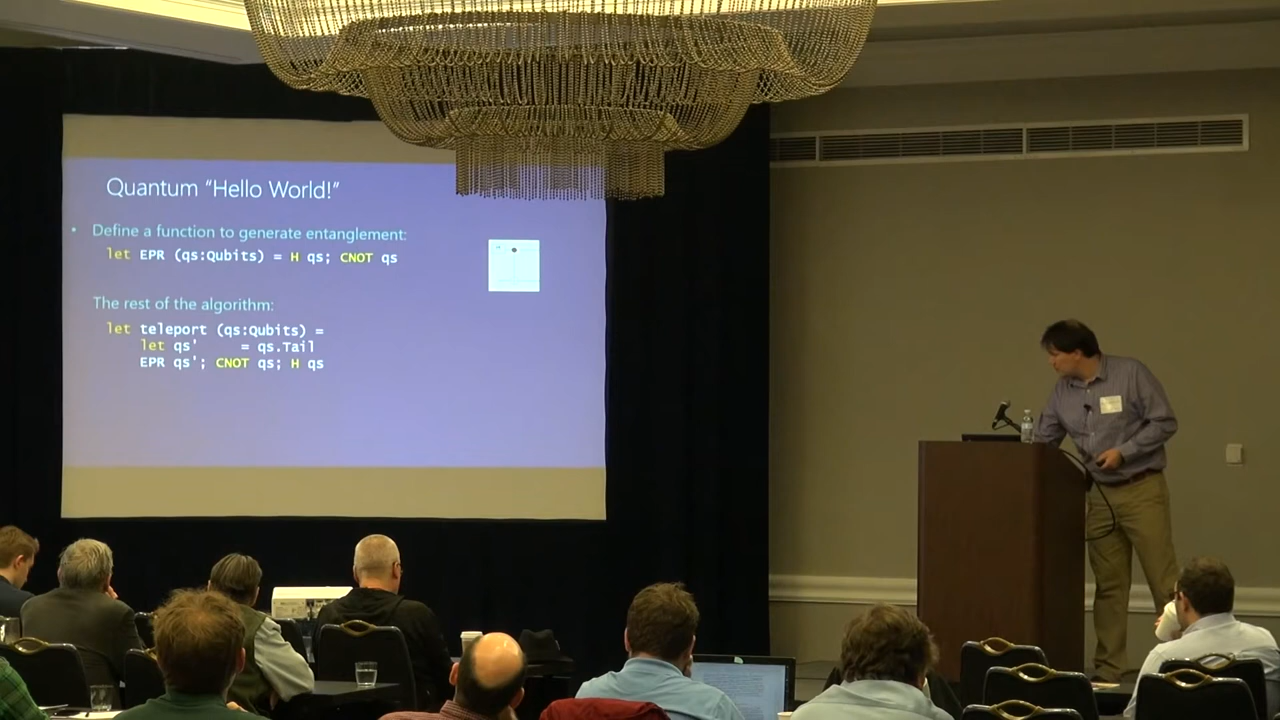 Quantum “Hello World!”
• Define a function to generate entanglement:
let EPR (qs:Qubits) = H qs; CNOT qs
The rest of the algorithm:
let teleport (qs:Qubits) =
let qs' = qs.Tail
EPR qs'; CNOT qs; H qs